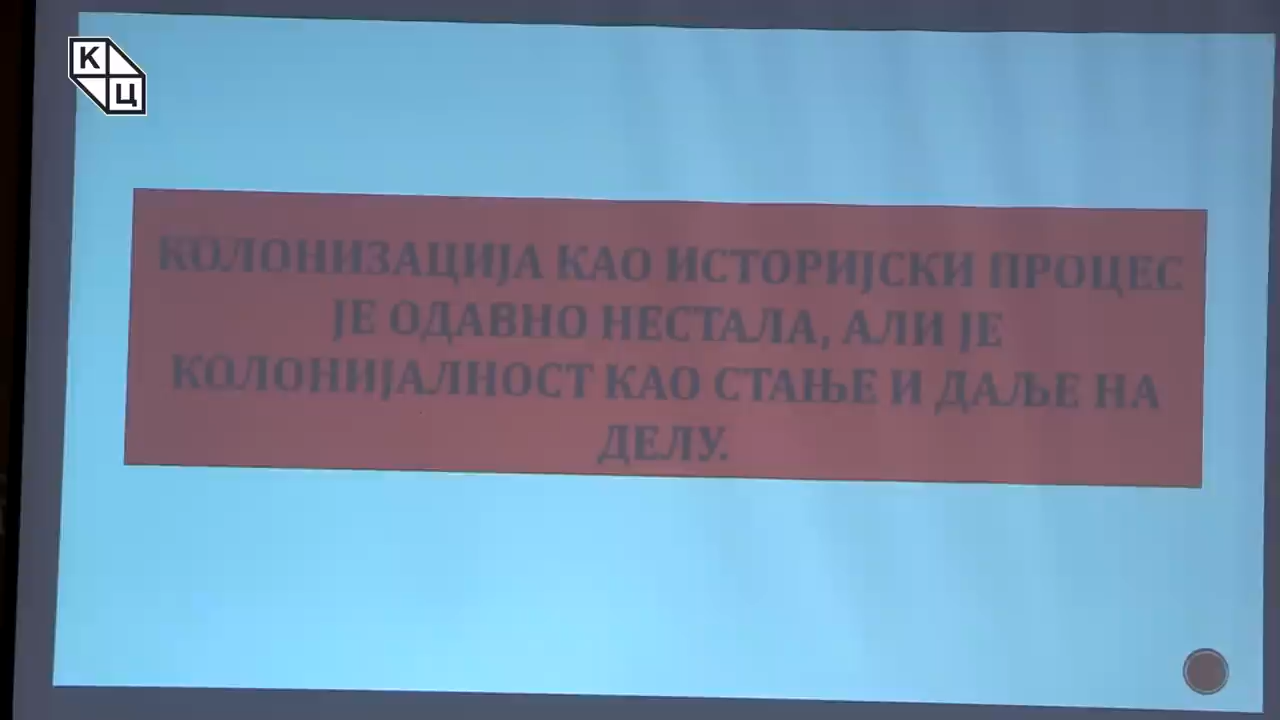 К
Ц
КОЛОНИЗАЦИЈА КАО ИСТОРИЈСКИ ПРОЦЕС
ЈЕ ОДАВНО НЕСТАЛА, АЛИ ЈЕ
КОЛОНИЈАЛНОСТ КАО СТАЊЕ И ДАЉЕ НА
ДЕЛУ.